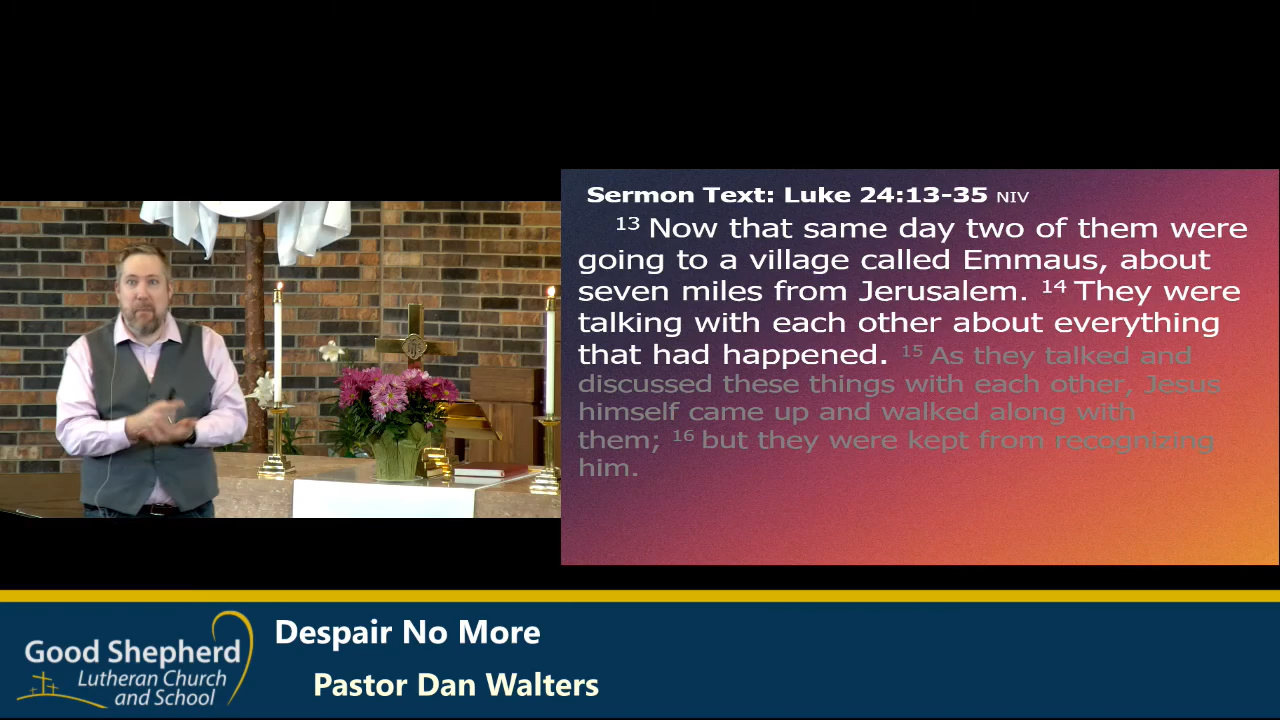 Sermon Text: Luke 24:13-35 NIV
13 Now that same day two of them were
going to a village called Emmaus, about
seven miles from Jerusalem. 14 They were
talking with each other about everything
that had happened. 15 As they talked and
discussed these things with each other, Jesus
himself came up and walked along with
them; 16 but they were kept from recognizing
him.
Good Shepherd
Lutheran Church
and School
Despair No More
Pastor Dan Walters